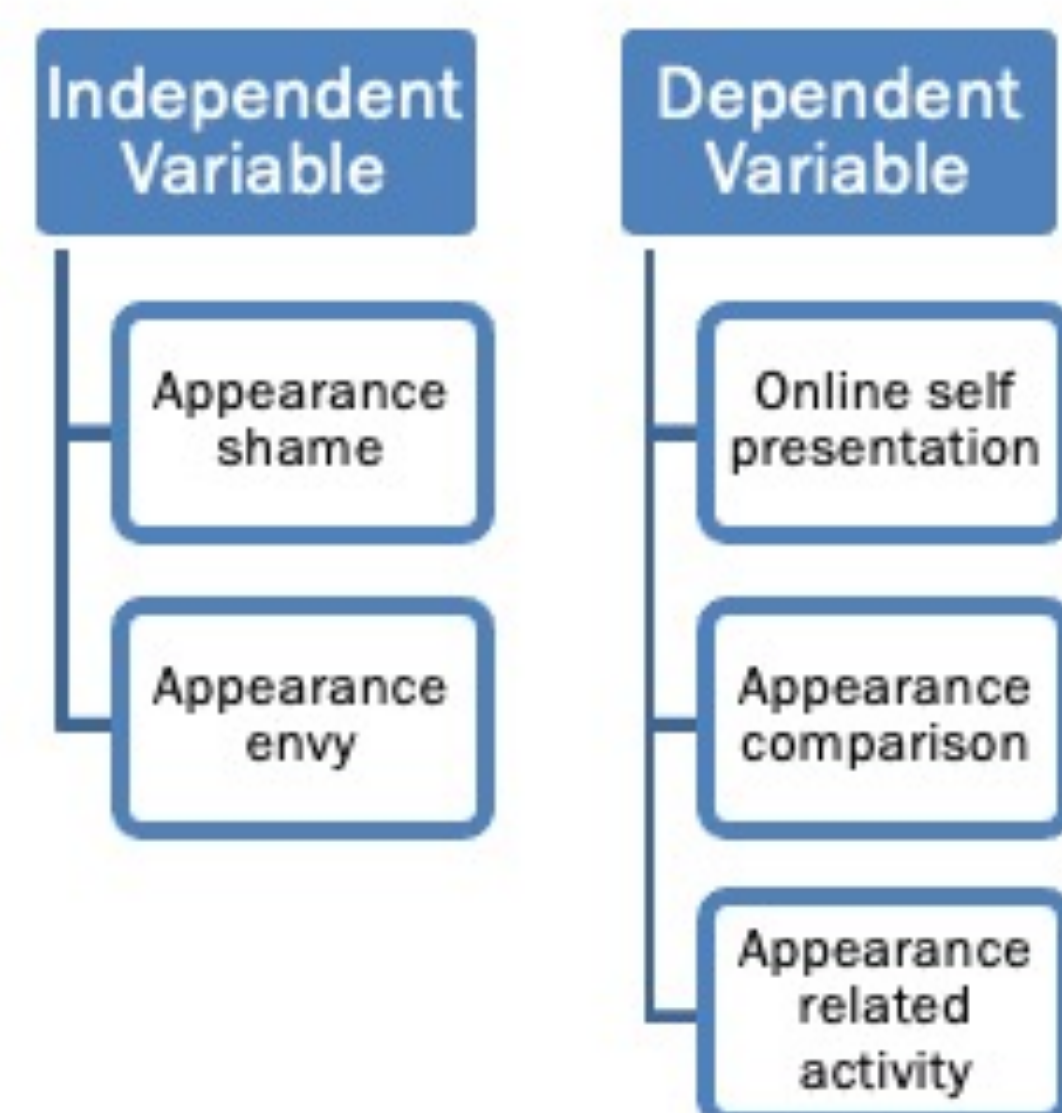 Independent
Variable
Appearance
shame
Appearance
envy
Dependent
Variable
Online self
presentation
Appearance
comparison
Appearance
related
activity